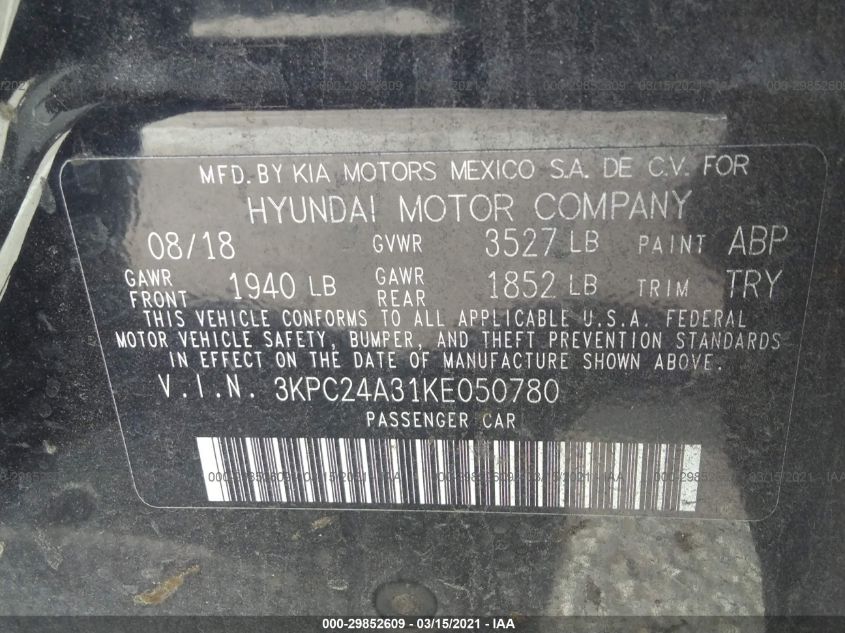 MFD. BY KIA MOTORS MEXICO S.A. DE C.V. FOR
HYUNDAI MOTOR COMPANY
08/18 GVWR 3527 LB PAINT ABP
GAWR FRONT 1940 LB GAWR REAR 1852 LB TRIM TRY
THIS VEHICLE CONFORMS TO ALL APPLICABLE U.S.A. FEDERAL
MOTOR VEHICLE SAFETY, BUMPER, AND THEFT PREVENTION STANDARDS
IN EFFECT ON THE DATE OF MANUFACTURE SHOWN ABOVE.
V.I.N. 3KPC24A31KE050780
PASSENGER CAR
000-29852609 - 03/15/2021 - IAA